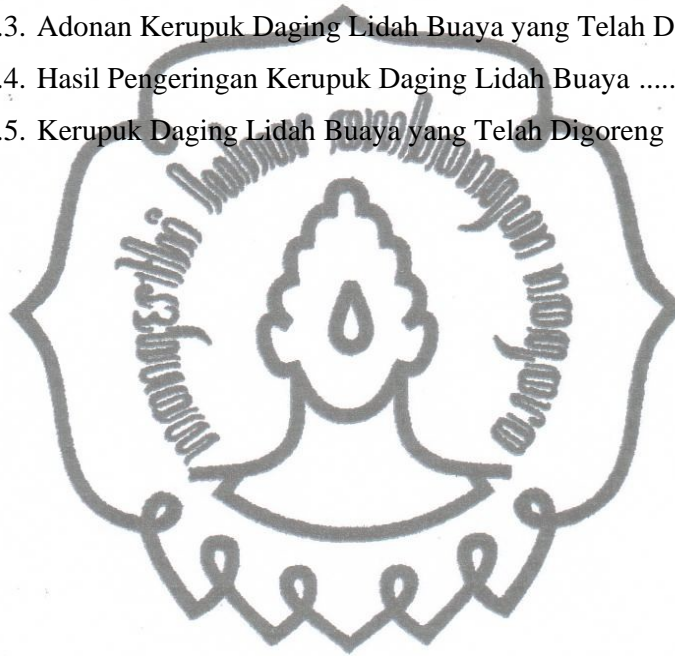 .3. Adonan Kerupuk Daging Lidah Buaya yang Telah D
.4. Hasil Pengeringan Kerupuk Daging Lidah Buaya .....
.5. Kerupuk Daging Lidah Buaya yang Telah Digoreng